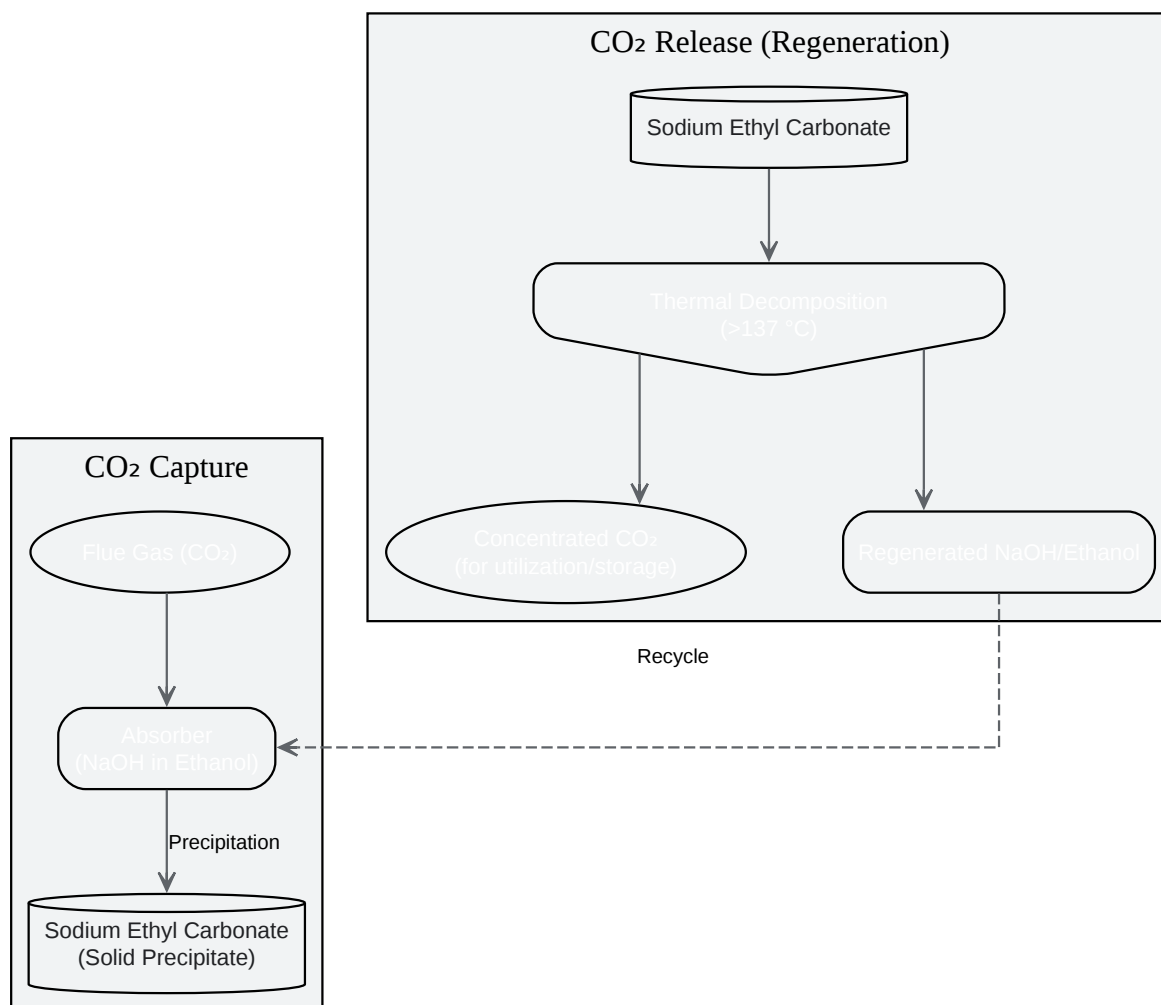 CO₂ Release (Regeneration)
Sodium Ethyl Carbonate
Thermal Decomposition
(>137 °C)
Concentrated CO₂
(for utilization/storage)
Regenerated NaOH/Ethanol
Recycle
CO₂ Capture
Flue Gas (CO₂)
Absorber
(NaOH in Ethanol)
Precipitation
Sodium Ethyl Carbonate
(Solid Precipitate)